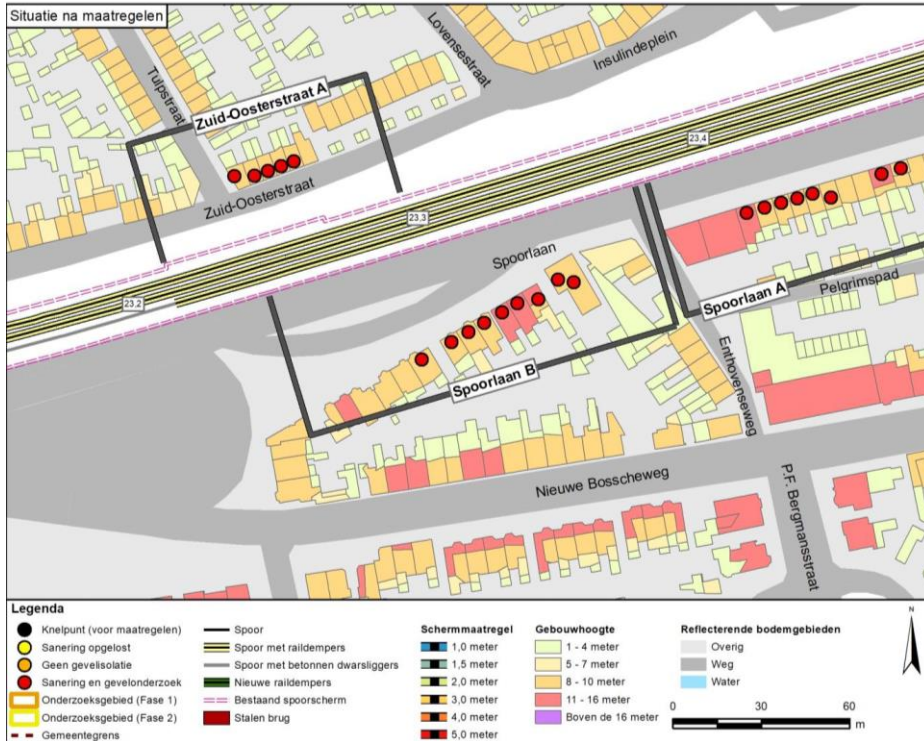 Situatie na maatregelen
Tulpstraat
Lovensestraat
Insulindeplein
Zuid-Oosterstraat A
Zuid-Oosterstraat
23,4
23,3
23,2
Spoorlaan
Spoorlaan A
Pelgrimspad
Spoorlaan B
Enthovenseweg
Nieuwe Bosscheweg
P.F. Bergmansstraat
Legenda
Knelpunt (voor maatregelen)
Sanering opgelost
Geen gevelisolatie
Sanering en gevelonderzoek
Onderzoeksgebied (Fase 1)
Onderzoeksgebied (Fase 2)
Gemeentegrens
Spoor
Spoor met raildempers
Spoor met betonnen dwarsliggers
Nieuwe raildempers
Bestaand spoorscherm
Stalen brug
Schermmaatregel
1,0 meter
1,5 meter
2,0 meter
3,0 meter
4,0 meter
5,0 meter
Gebouwhoogte
1 - 4 meter
5 - 7 meter
8 - 10 meter
11 - 16 meter
Boven de 16 meter
Reflecterende bodemgebieden
Overig
Weg
Water
N
0 30 60
m